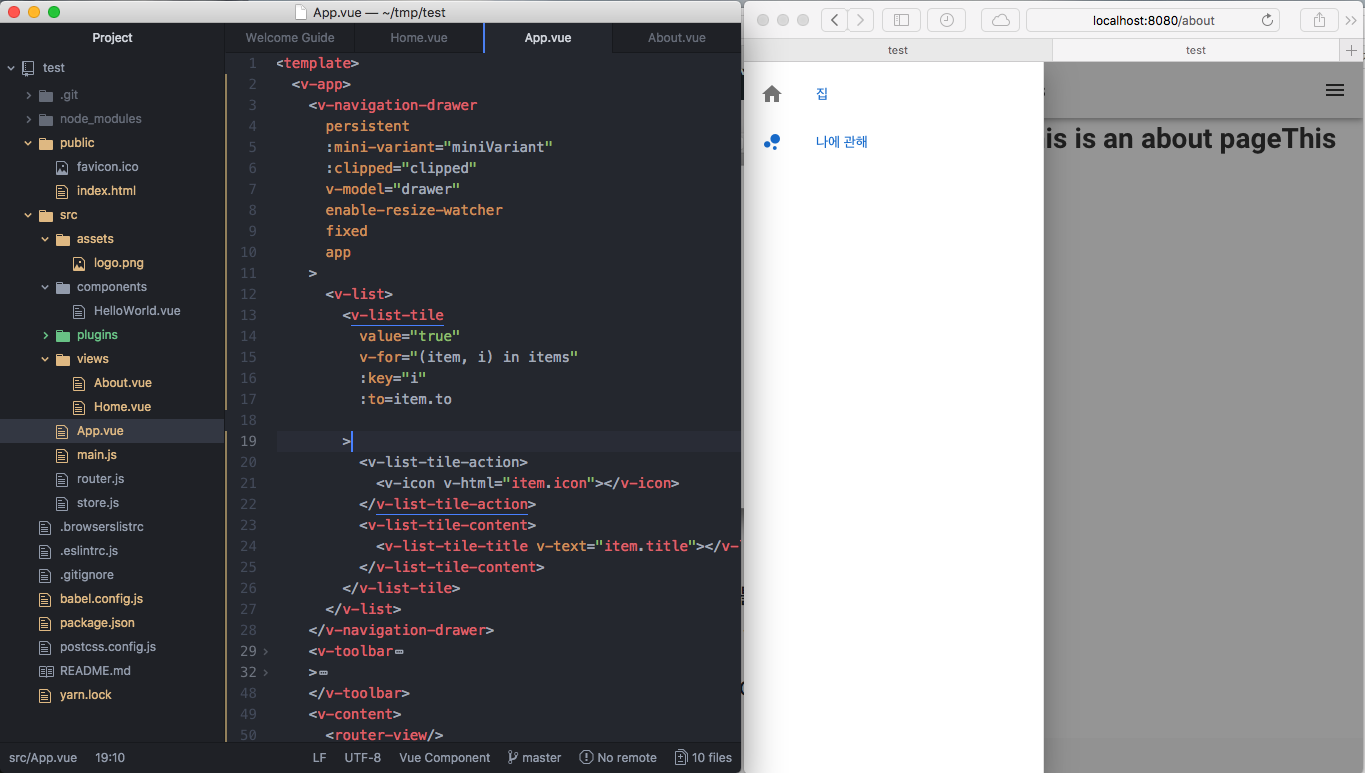 App.vue — ~/tmp/test
Project
Welcome Guide
Home.vue
App.vue
About.vue
test
.git
node_modules
public
favicon.ico
index.html
src
assets
logo.png
components
HelloWorld.vue
plugins
views
About.vue
Home.vue
App.vue
main.js
router.js
store.js
.browserslistrc
.eslintrc.js
.gitignore
babel.config.js
package.json
postcss.config.js
README.md
yarn.lock
1 <template>
2 <v-app>
3 <v-navigation-drawer
4 persistent
5 :mini-variant="miniVariant"
6 :clipped="clipped"
7 v-model="drawer"
8 enable-resize-watcher
9 fixed
10 app
11 >
12 <v-list>
13 <v-list-tile
14 value="true"
15 v-for="(item, i) in items"
16 :key="i"
17 :to=item.to
18
19 >
20 <v-list-tile-action>
21 <v-icon v-html="item.icon"></v-icon>
22 </v-list-tile-action>
23 <v-list-tile-content>
24 <v-list-tile-title v-text="item.title"></v-l
25 </v-list-tile-content>
26 </v-list-tile>
27 </v-list>
28 </v-navigation-drawer>
29 <v-toolbar
32 >
48 </v-toolbar>
49 <v-content>
50 <router-view/>
src/App.vue 19:10
LF UTF-8 Vue Component master No remote 10 files
localhost:8080/about
test
test
집
나에 관해
is is an about pageThis